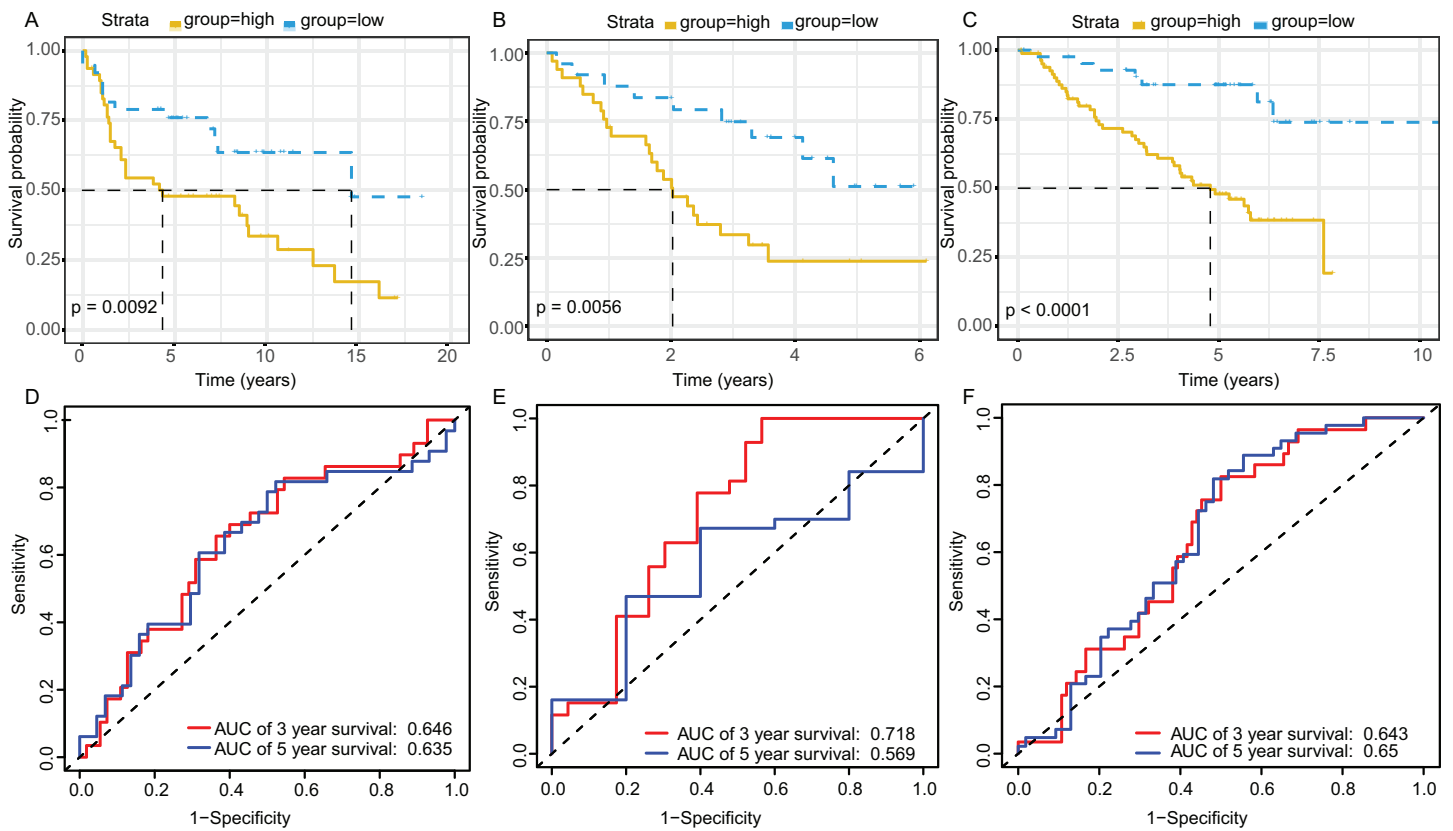 A
Strata group=high group=low
1.00
0.75
0.50
0.25
0.00
Survival probability
p = 0.0092
0 5 10 15 20
Time (years)
B
Strata group=high group=low
1.00
0.75
0.50
0.25
0.00
Survival probability
p = 0.0056
0 2 4 6
Time (years)
C
Strata group=high group=low
1.00
0.75
0.50
0.25
0.00
Survival probability
p < 0.0001
0 2.5 5 7.5 10
Time (years)
D
1.0
0.8
0.6
0.4
0.2
0.0
Sensitivity
AUC of 3 year survival: 0.646
AUC of 5 year survival: 0.635
0.0 0.2 0.4 0.6 0.8 1.0
1−Specificity
E
1.0
0.8
0.6
0.4
0.2
0.0
Sensitivity
AUC of 3 year survival: 0.718
AUC of 5 year survival: 0.569
0.0 0.2 0.4 0.6 0.8 1.0
1−Specificity
F
1.0
0.8
0.6
0.4
0.2
0.0
Sensitivity
AUC of 3 year survival: 0.643
AUC of 5 year survival: 0.65
0.0 0.2 0.4 0.6 0.8 1.0
1−Specificity